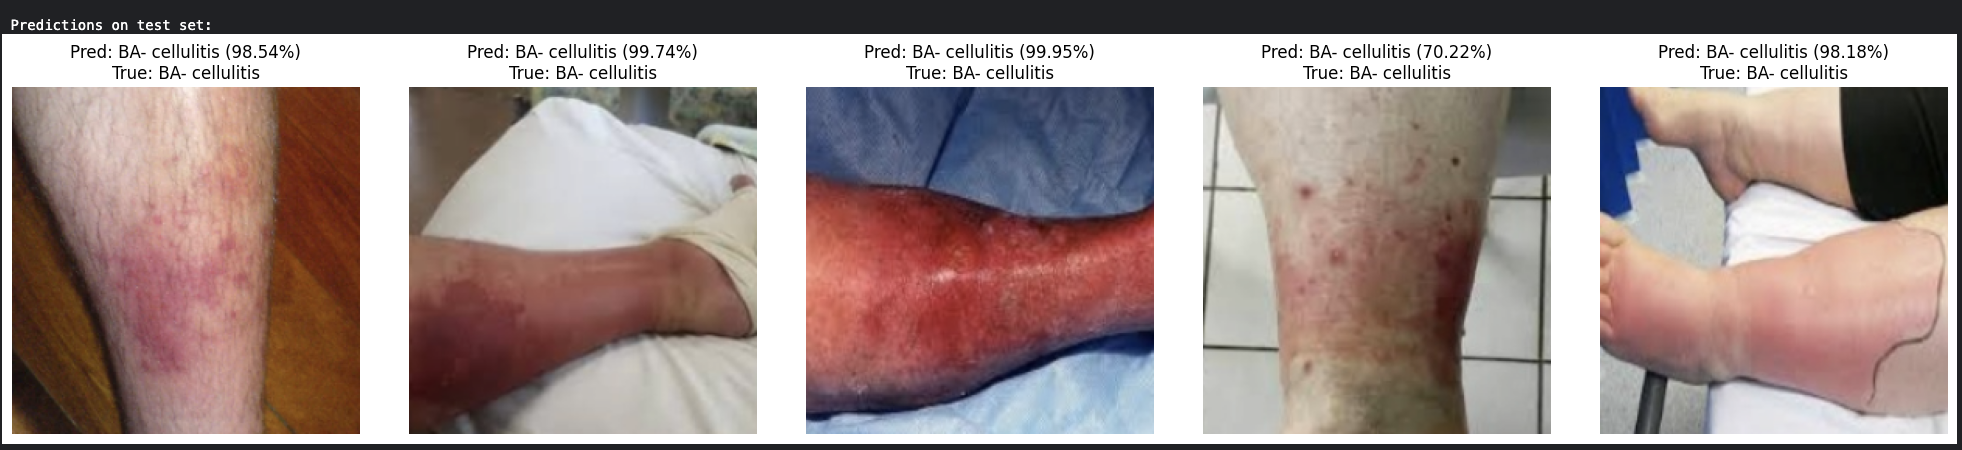 Predictions on test set:
Pred: BA- cellulitis (98.54%)
True: BA- cellulitis
Pred: BA- cellulitis (99.74%)
True: BA- cellulitis
Pred: BA- cellulitis (99.95%)
True: BA- cellulitis
Pred: BA- cellulitis (70.22%)
True: BA- cellulitis
Pred: BA- cellulitis (98.18%)
True: BA- cellulitis